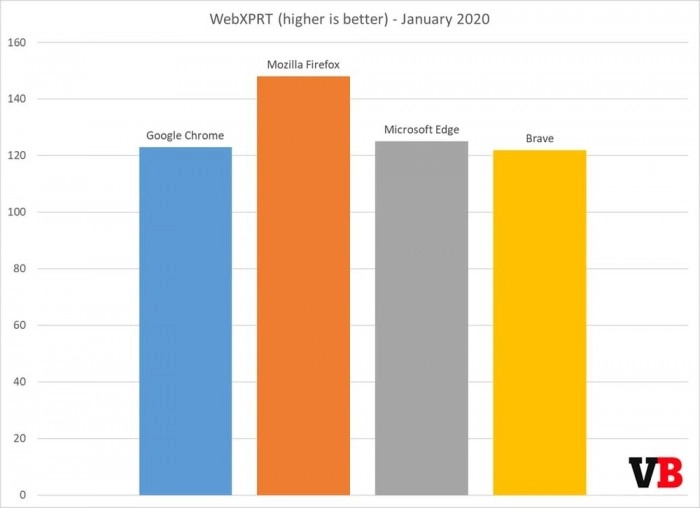 WebXPRT (higher is better) - January 2020
160
140
120
100
80
60
40
20
0
Google Chrome
Mozilla Firefox
Microsoft Edge
Brave
VB